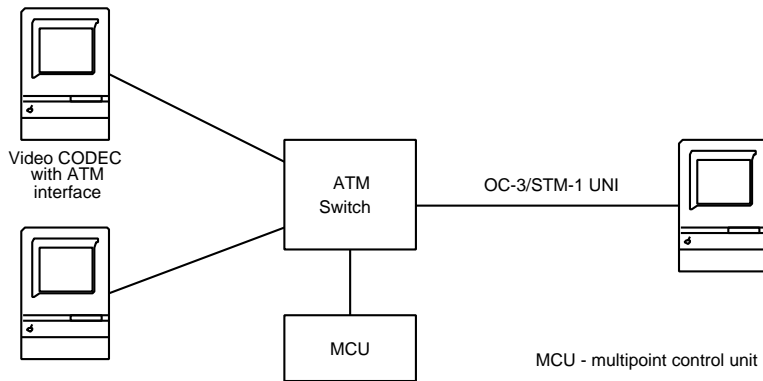 Video CODEC
with ATM
interface
ATM
Switch
OC-3/STM-1 UNI
MCU
MCU - multipoint control unit